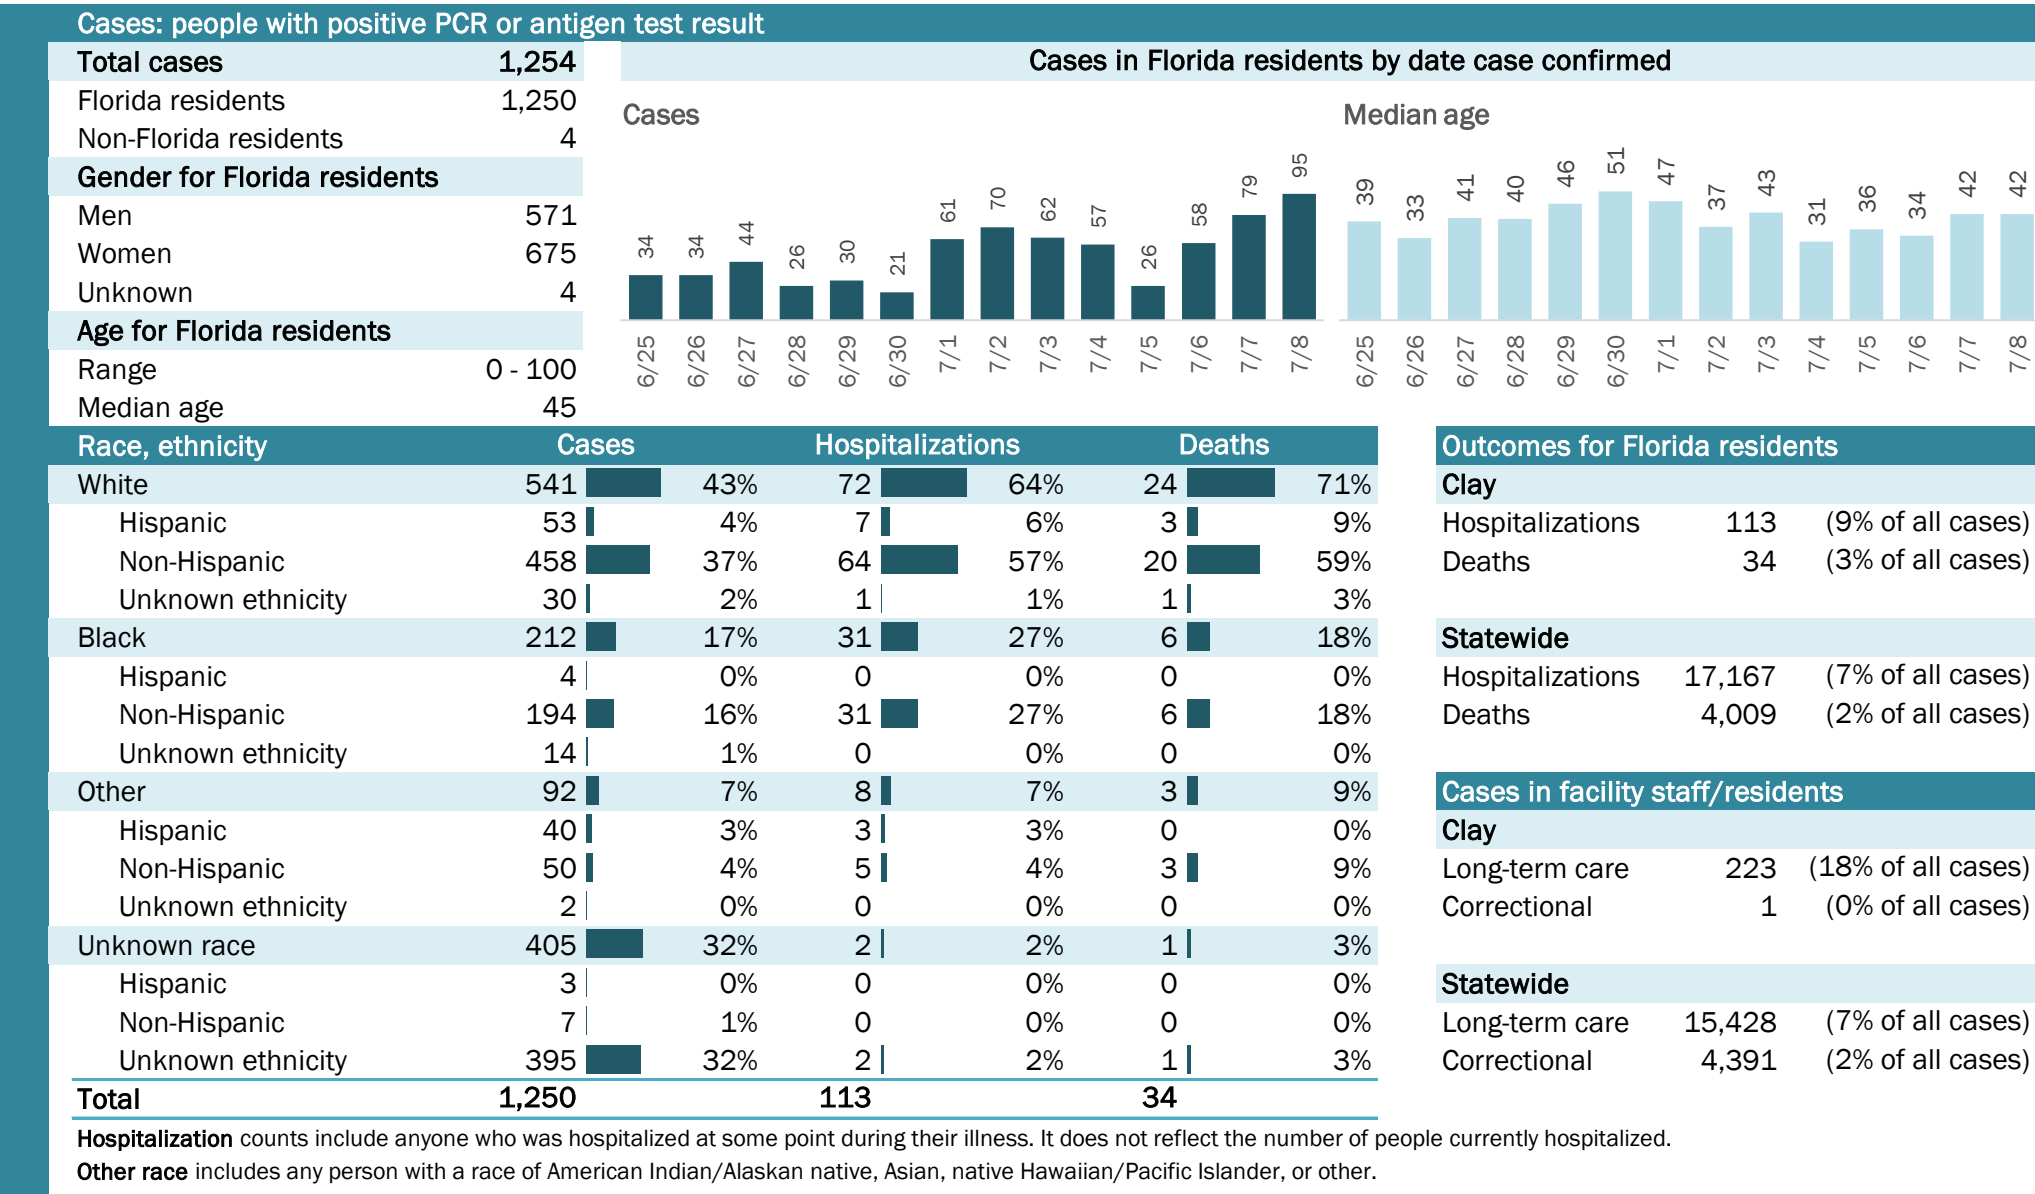 Cases: people with positive PCR or antigen test result
Total cases 1,254
Florida residents 1,250
Non-Florida residents 4
Gender for Florida residents
Men 571
Women 675
Unknown 4
Age for Florida residents
Range 0 - 100
Median age 45
Cases in Florida residents by date case confirmed
Cases
34 34 44 26 30 21 61 70 62 57 26 58 79 95
6/25 6/26 6/27 6/28 6/29 6/30 7/1 7/2 7/3 7/4 7/5 7/6 7/7 7/8
Median age
39 33 41 40 46 51 47 37 43 31 36 34 42 42
6/25 6/26 6/27 6/28 6/29 6/30 7/1 7/2 7/3 7/4 7/5 7/6 7/7 7/8
Race, ethnicity Cases Hospitalizations Deaths
White 541 43% 72 64% 24 71%
Hispanic 53 4% 7 6% 3 9%
Non-Hispanic 458 37% 64 57% 20 59%
Unknown ethnicity 30 2% 1 1% 1 3%
Black 212 17% 31 27% 6 18%
Hispanic 4 0% 0 0% 0 0%
Non-Hispanic 194 16% 31 27% 6 18%
Unknown ethnicity 14 1% 0 0% 0 0%
Other 92 7% 8 7% 3 9%
Hispanic 40 3% 3 3% 0 0%
Non-Hispanic 50 4% 5 4% 3 9%
Unknown ethnicity 2 0% 0 0% 0 0%
Unknown race 405 32% 2 2% 1 3%
Hispanic 3 0% 0 0% 0 0%
Non-Hispanic 7 1% 0 0% 0 0%
Unknown ethnicity 395 32% 2 2% 1 3%
Total 1,250 113 34
Outcomes for Florida residents
Clay
Hospitalizations 113 (9% of all cases)
Deaths 34 (3% of all cases)
Statewide
Hospitalizations 17,167 (7% of all cases)
Deaths 4,009 (2% of all cases)
Cases in facility staff/residents
Clay
Long-term care 223 (18% of all cases)
Correctional 1 (0% of all cases)
Statewide
Long-term care 15,428 (7% of all cases)
Correctional 4,391 (2% of all cases)
Hospitalization counts include anyone who was hospitalized at some point during their illness. It does not reflect the number of people currently hospitalized.
Other race includes any person with a race of American Indian/Alaskan native, Asian, native Hawaiian/Pacific Islander, or other.